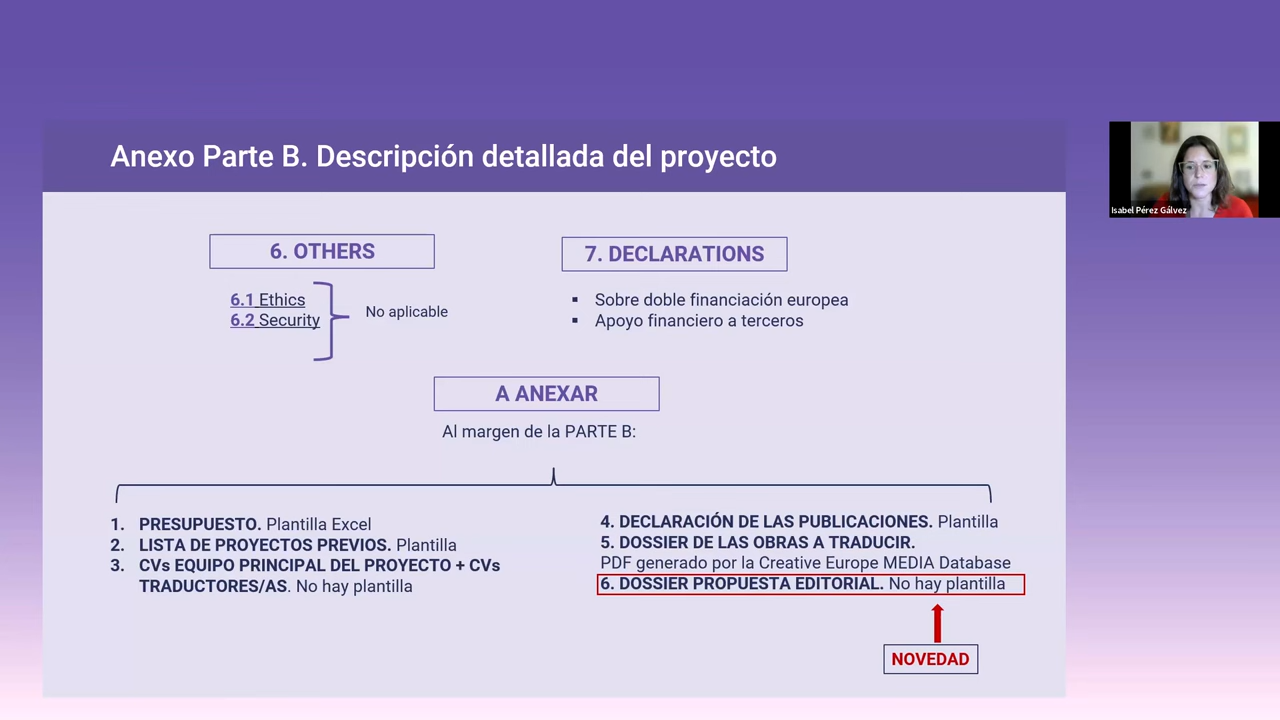 Anexo Parte B. Descripción detallada del proyecto
Isabel Pérez Gálvez
6. OTHERS
6.1 Ethics
6.2 Security
No aplicable
7. DECLARATIONS
▪ Sobre doble financiación europea
▪ Apoyo financiero a terceros
A ANEXAR
Al margen de la PARTE B:
1. PRESUPUESTO. Plantilla Excel
2. LISTA DE PROYECTOS PREVIOS. Plantilla
3. CVs EQUIPO PRINCIPAL DEL PROYECTO + CVs
TRADUCTORES/AS. No hay plantilla
4. DECLARACIÓN DE LAS PUBLICACIONES. Plantilla
5. DOSSIER DE LAS OBRAS A TRADUCIR.
PDF generado por la Creative Europe MEDIA Database
6. DOSSIER PROPUESTA EDITORIAL. No hay plantilla
NOVEDAD